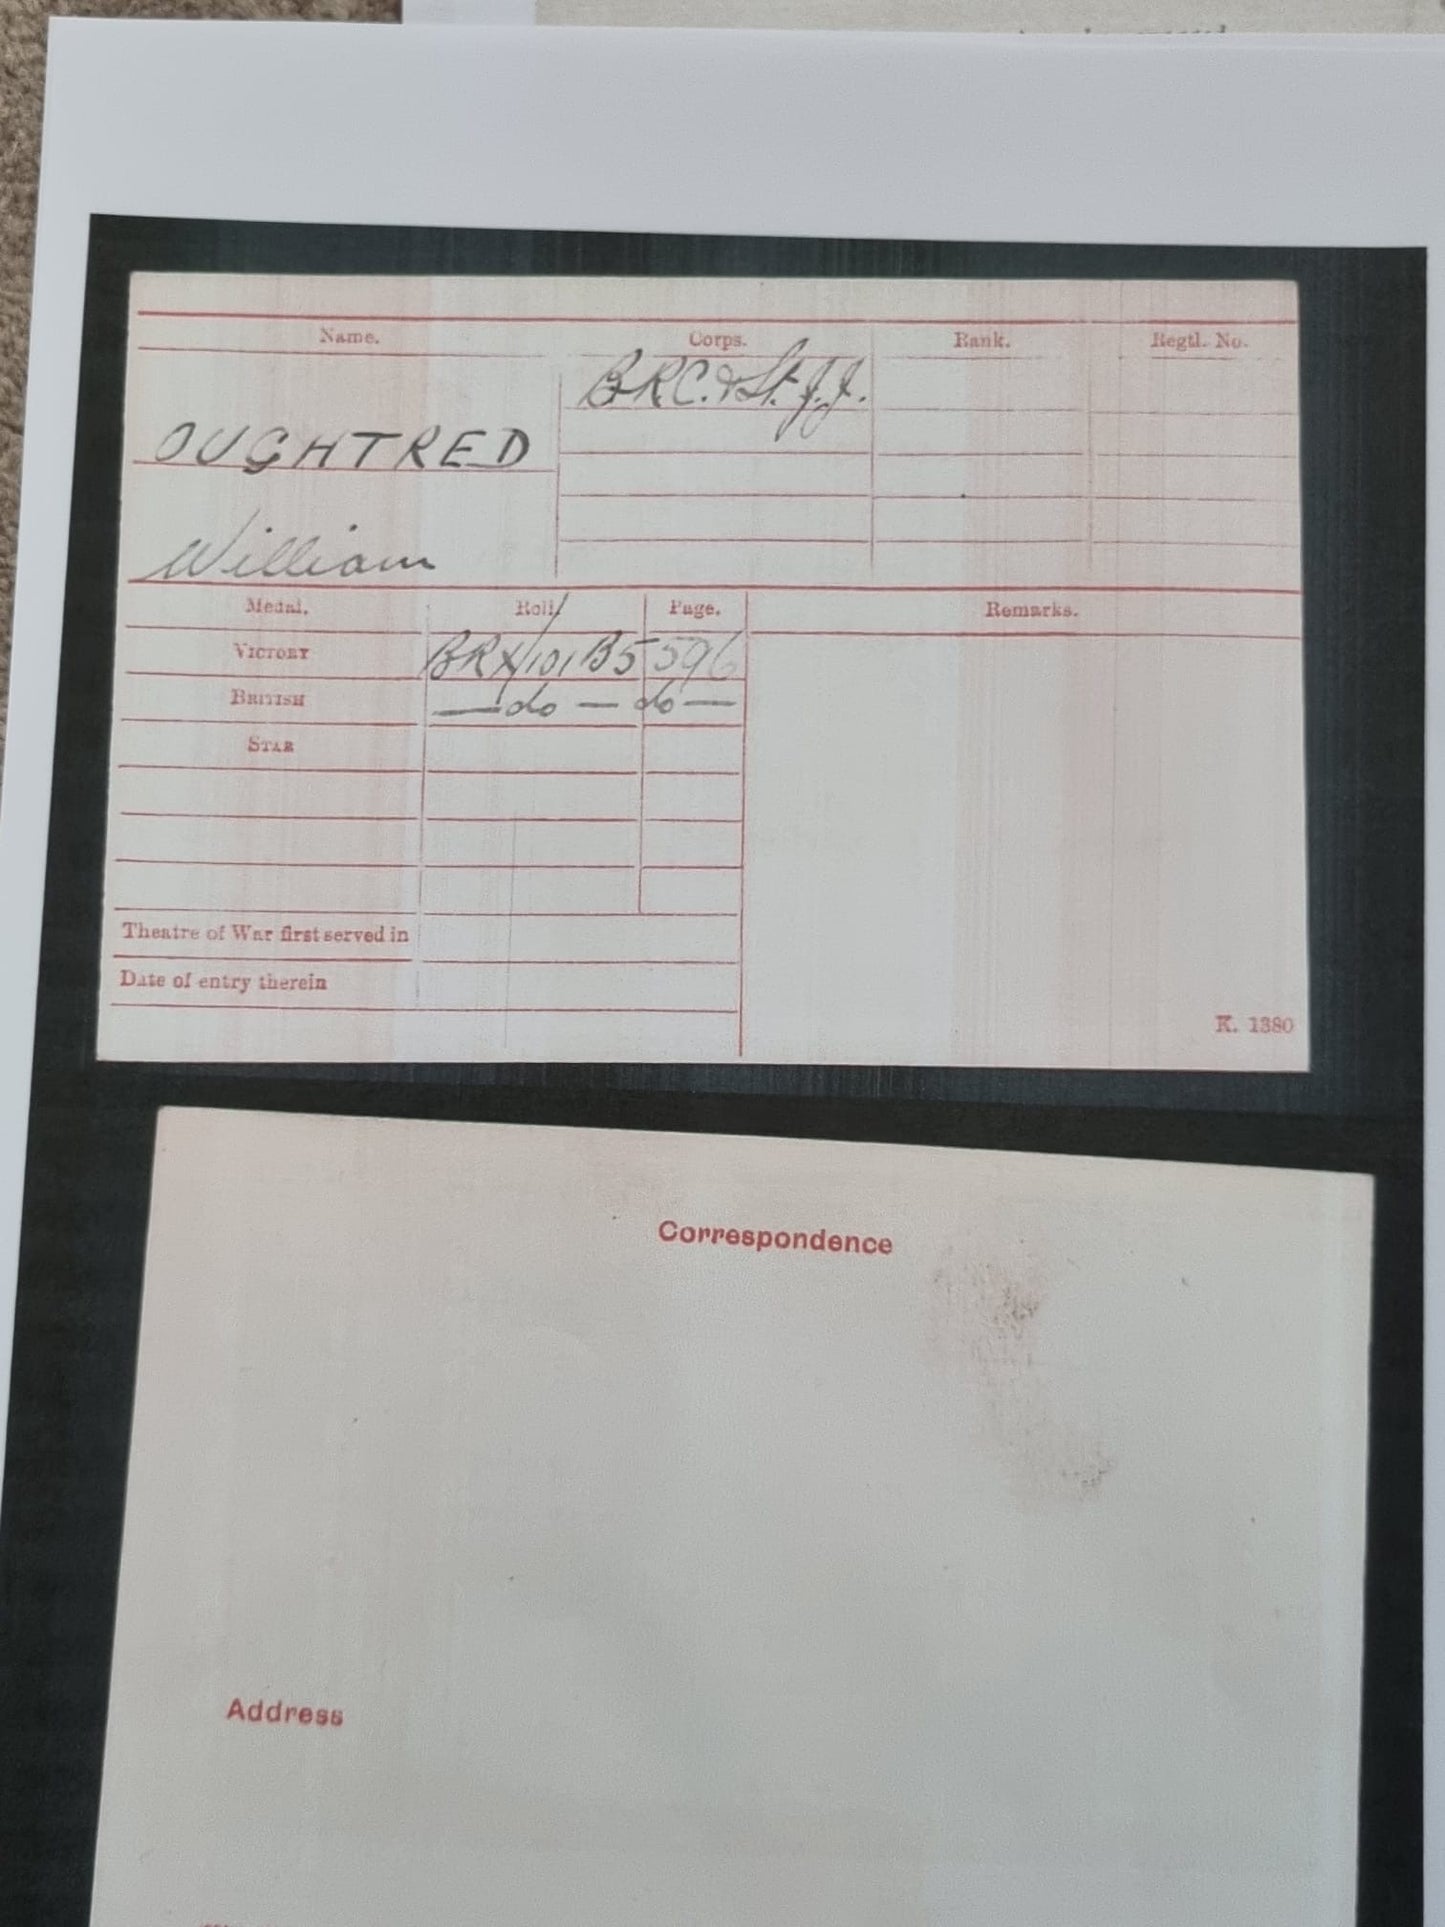 Name. Corps. Rank. Regtl. No.
B.R.C. & St. J.J.
OUGHTRED
William
Medal. Roll Page. Remarks.
VICTORY BRX/101 B5 596
BRITISH — do — do —
STAR
Theatre of War first served in
Date of entry therein
K. 1380
Correspondence
Address